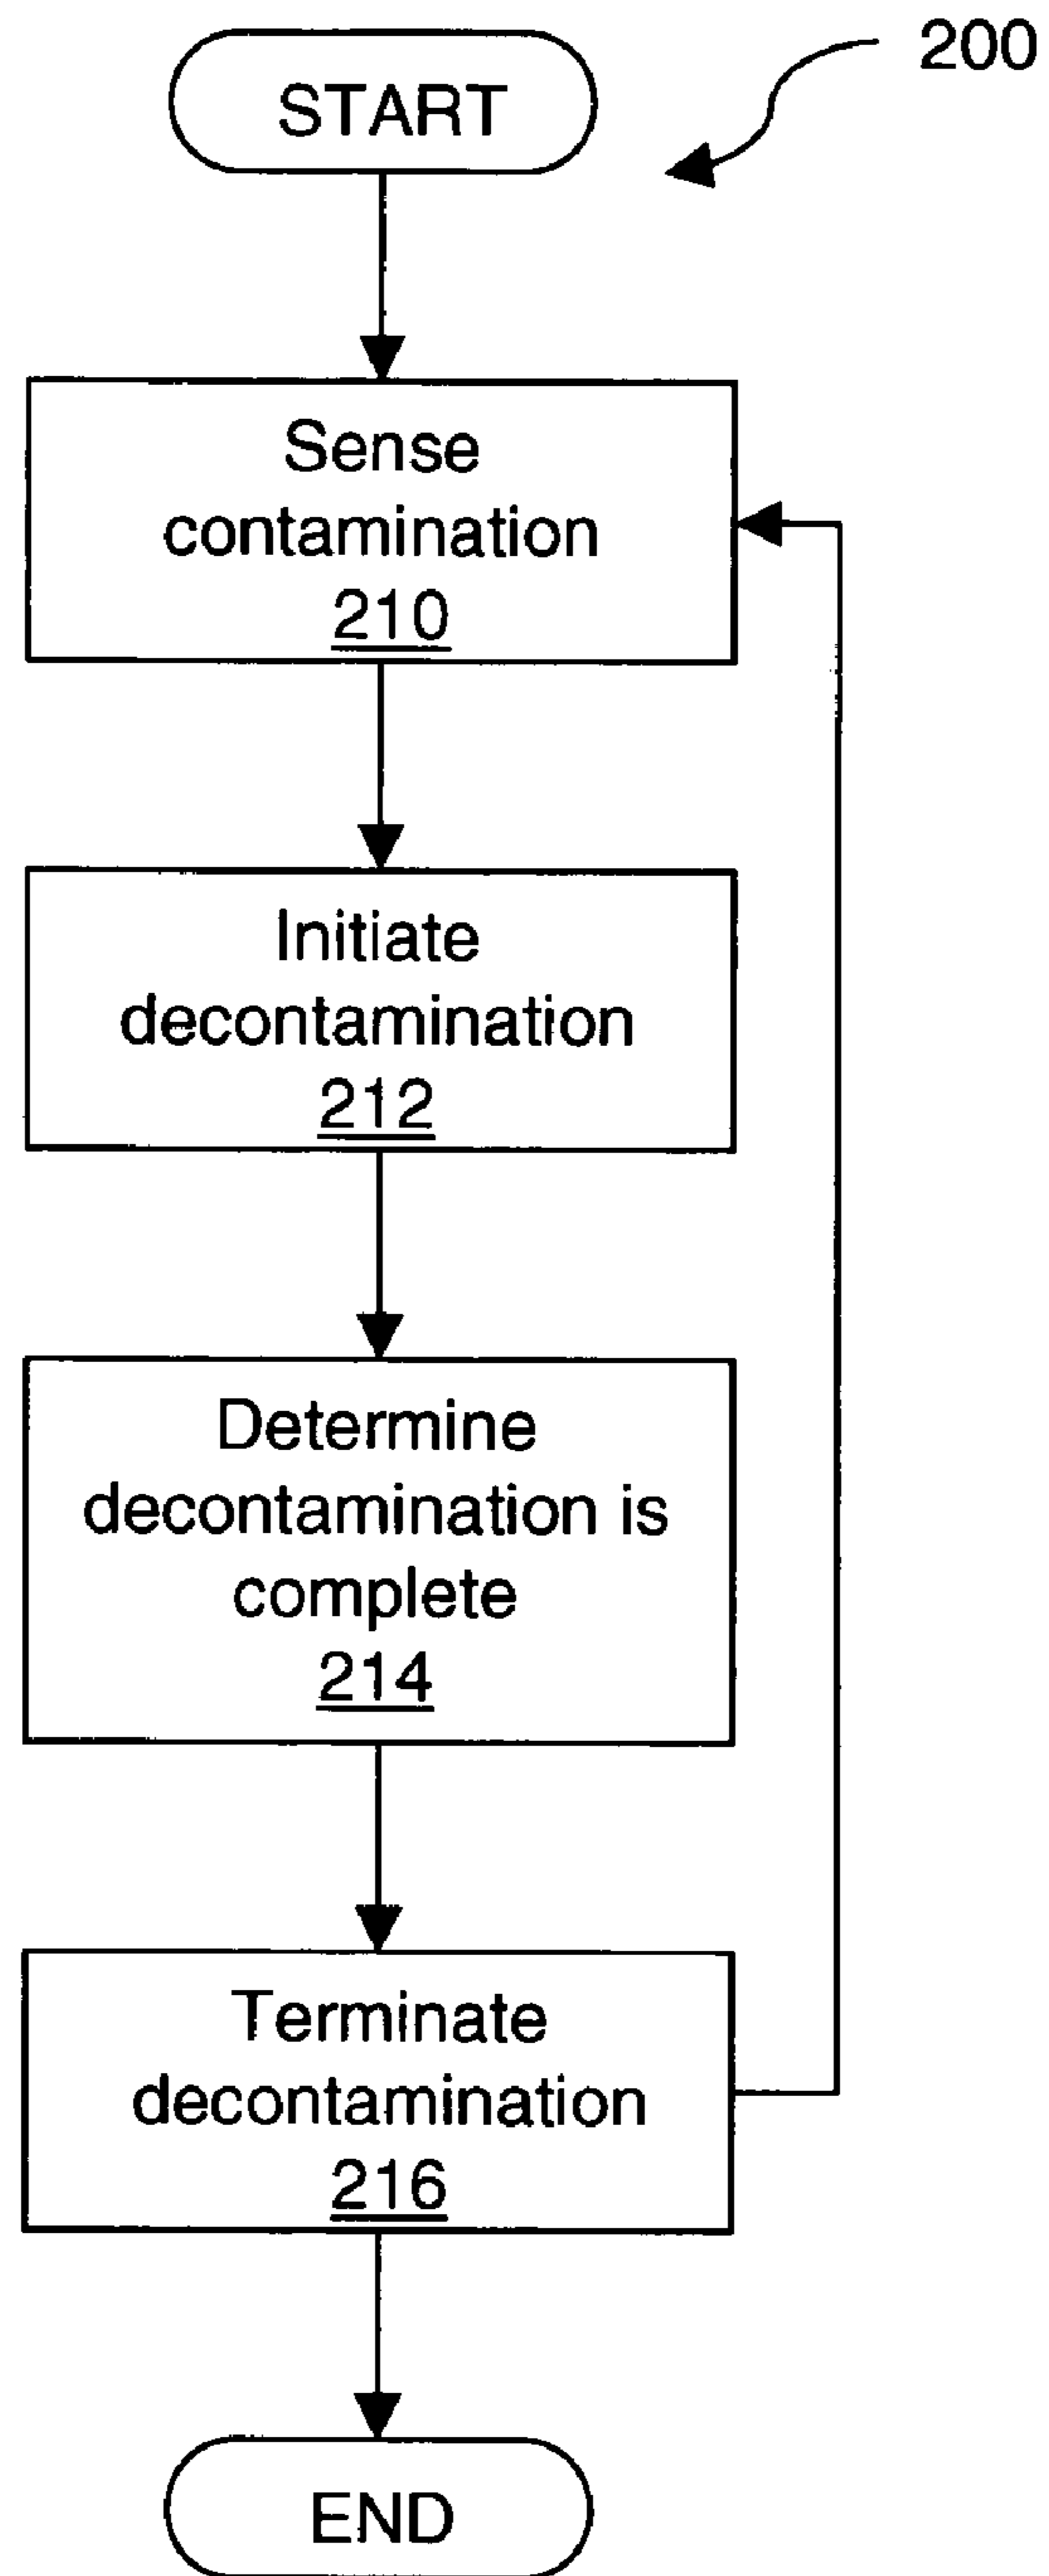 200
START
Sense
contamination
210
Initiate
decontamination
212
Determine
decontamination is
complete
214
Terminate
decontamination
216
END